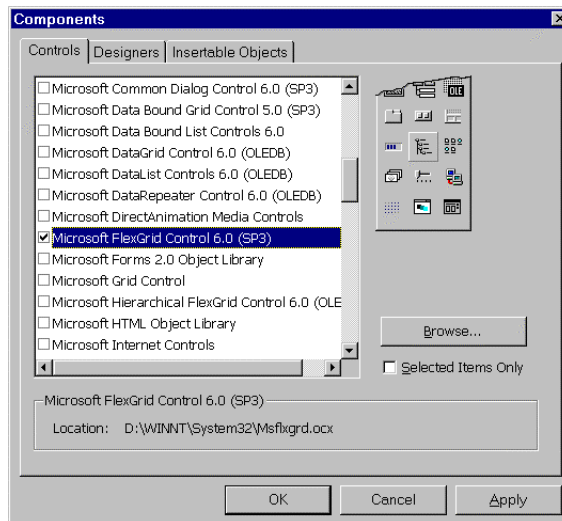 Components
Controls Designers Insertable Objects
Microsoft Common Dialog Control 6.0 (SP3)
Microsoft Data Bound Grid Control 5.0 (SP3)
Microsoft Data Bound List Controls 6.0
Microsoft DataGrid Control 6.0 (OLEDB)
Microsoft DataList Controls 6.0 (OLEDB)
Microsoft DataRepeater Control 6.0 (OLEDB)
Microsoft DirectAnimation Media Controls
Microsoft FlexGrid Control 6.0 (SP3)
Microsoft Forms 2.0 Object Library
Microsoft Grid Control
Microsoft Hierarchical FlexGrid Control 6.0 (OLE
Microsoft HTML Object Library
Microsoft Internet Controls
OLE
Browse...
Selected Items Only
Microsoft FlexGrid Control 6.0 (SP3)
Location: D:\WINNT\System32\Msflxgrd.ocx
OK Cancel Apply